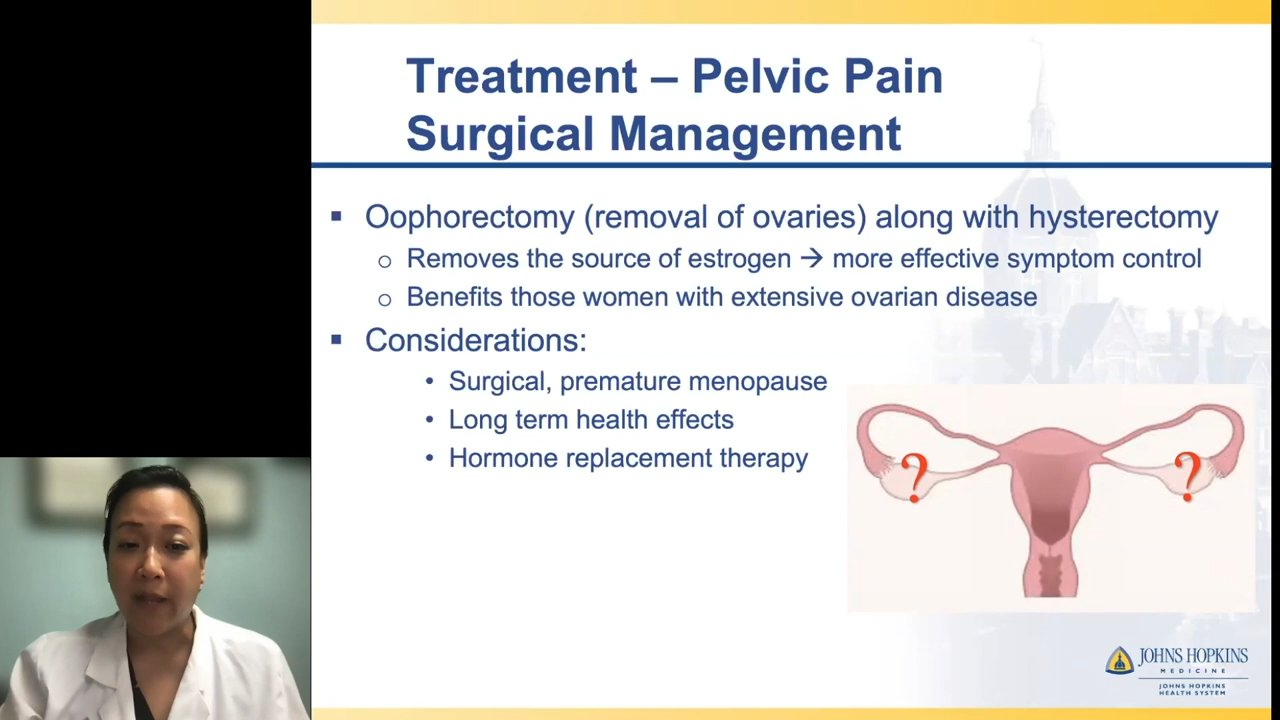 Treatment – Pelvic Pain
Surgical Management
▪ Oophorectomy (removal of ovaries) along with hysterectomy
o Removes the source of estrogen → more effective symptom control
o Benefits those women with extensive ovarian disease
▪ Considerations:
• Surgical, premature menopause
• Long term health effects
• Hormone replacement therapy
? ?
JOHNS HOPKINS
MEDICINE
JOHNS HOPKINS
HEALTH SYSTEM